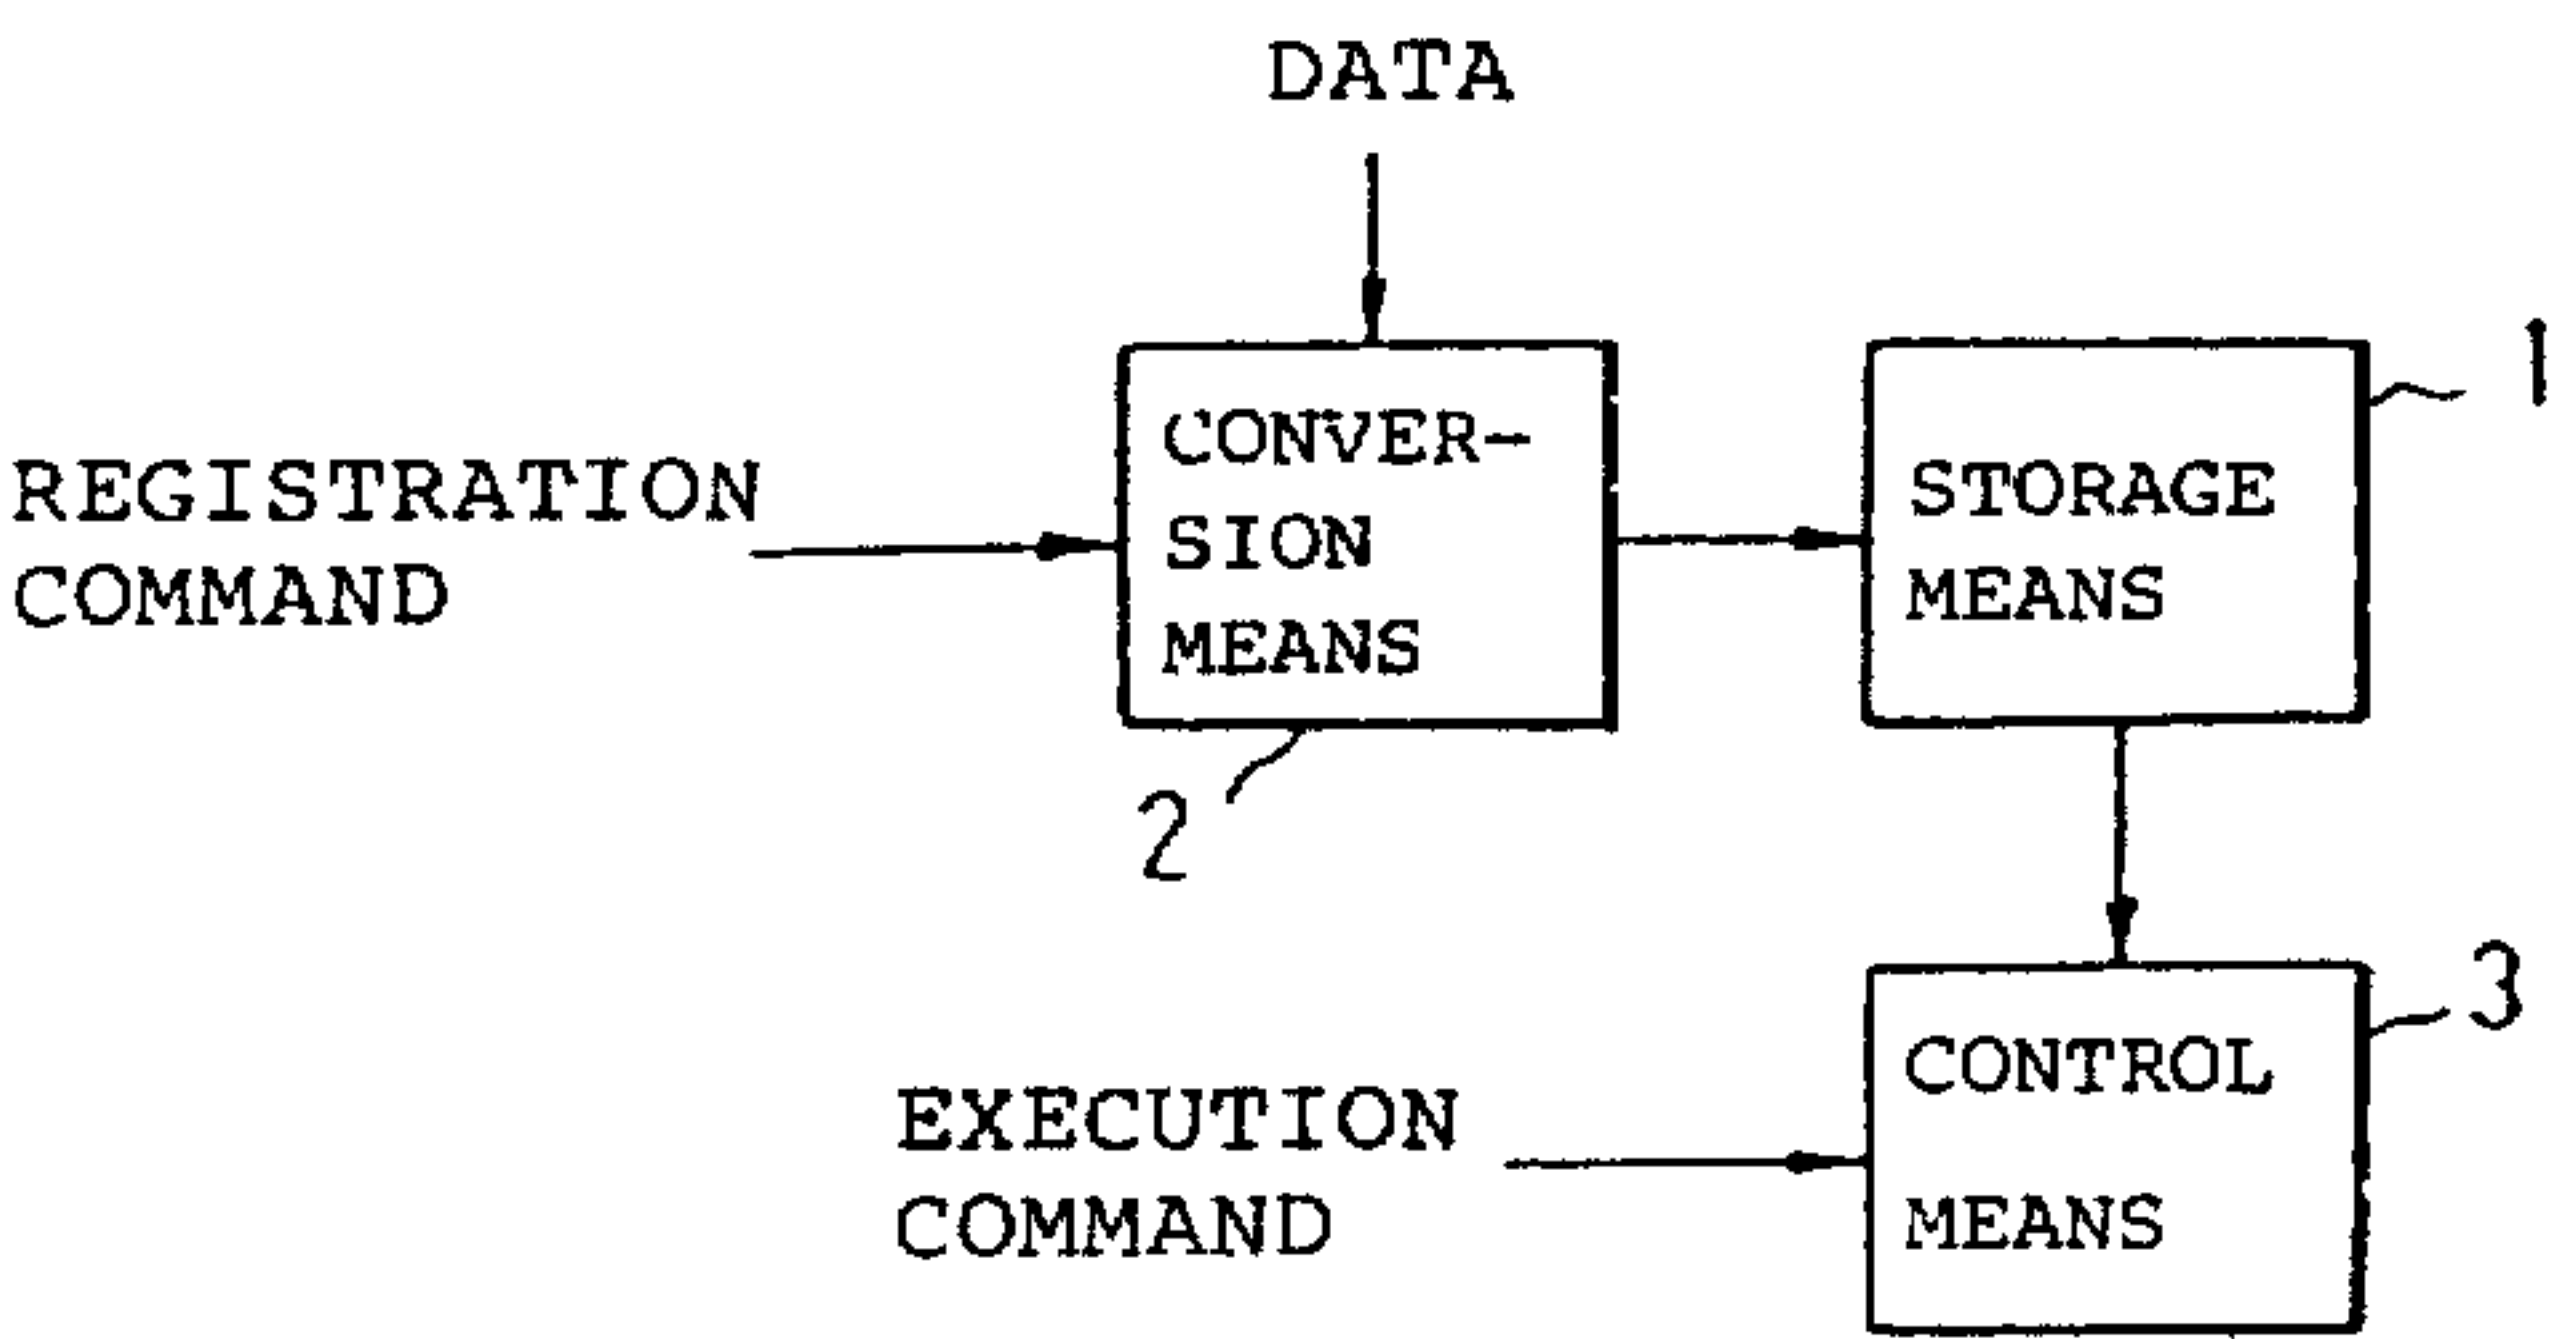 DATA
1
REGISTRATION
COMMAND
CONVER-
SION
MEANS
STORAGE
MEANS
2
3
EXECUTION
COMMAND
CONTROL
MEANS